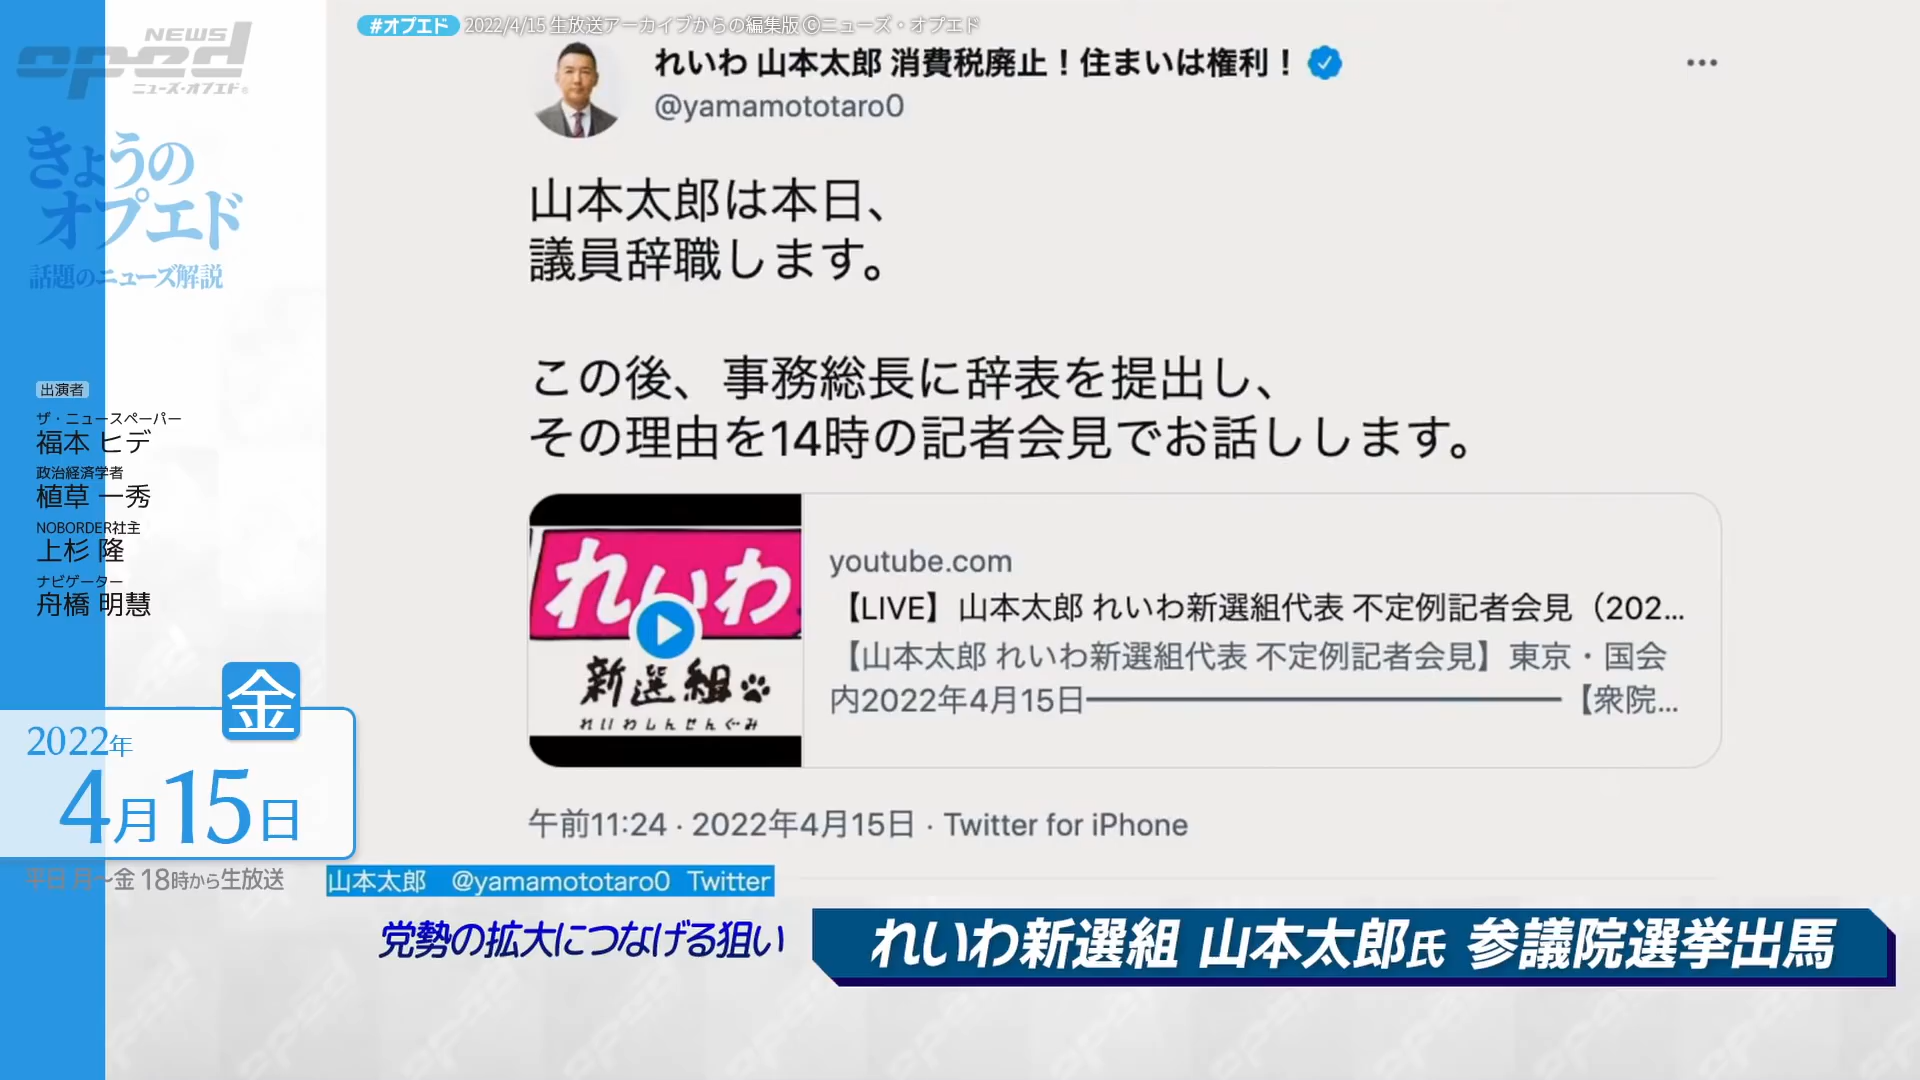 NEWS
oped
ニューズ・オプエド
#オプエド 2022/4/15 生放送アーカイブからの編集版 ©ニューズ・オプエド
きょうの
オプエド
話題のニューズ解説
出演者
ザ・ニュースペーパー
福本 ヒデ
政治経済学者
植草 一秀
NOBORDER社主
上杉 隆
ナビゲーター
舟橋 明慧
金
2022年
4月15日
平日 月〜金 18時から生放送
れいわ 山本太郎 消費税廃止！住まいは権利！
@yamamototaro0
山本太郎は本日、
議員辞職します。
この後、事務総長に辞表を提出し、
その理由を14時の記者会見でお話しします。
れいわ
新選組
れいわしんせんぐみ
youtube.com
【LIVE】山本太郎 れいわ新選組代表 不定例記者会見（202...
【山本太郎 れいわ新選組代表 不定例記者会見】東京・国会
内2022年4月15日━━━━━━━━━━━━━━【衆院...
午前11:24 · 2022年4月15日 · Twitter for iPhone
山本太郎 @yamamototaro0 Twitter
党勢の拡大につなげる狙い
れいわ新選組 山本太郎氏 参議院選挙出馬